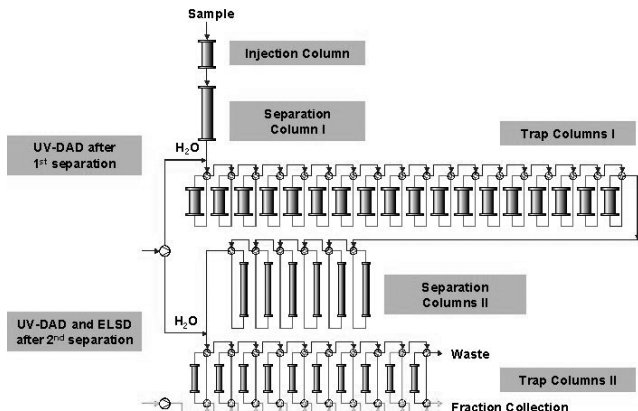 Sample
Injection Column
Separation
Column I
UV-DAD after
1st separation
H2O
Trap Columns I
Separation
Columns II
UV-DAD and ELSD
after 2nd separation
H2O
Waste
Trap Columns II
Fraction Collection